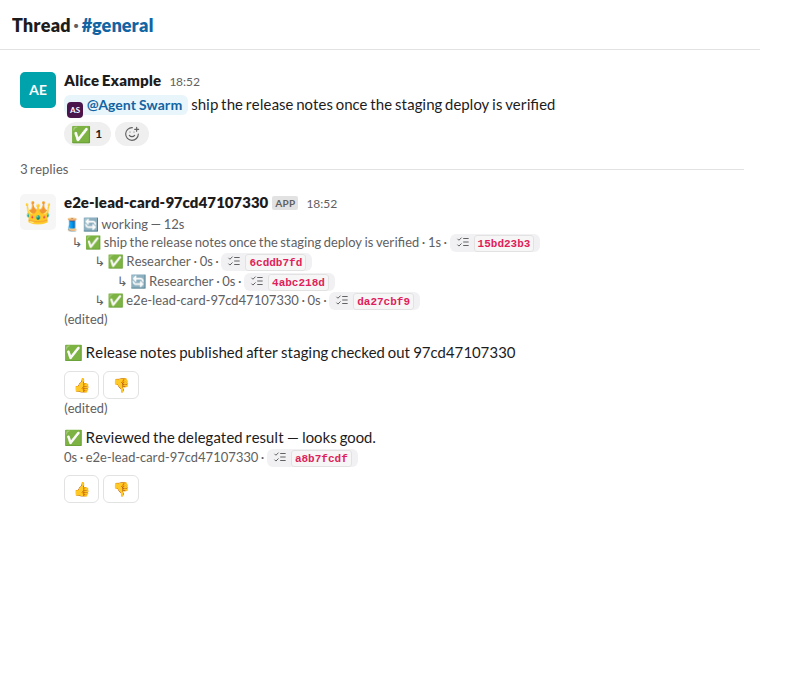 Thread • #general
AE
Alice Example 18:52
AS @Agent Swarm ship the release notes once the staging deploy is verified
✅ 1
3 replies
e2e-lead-card-97cd47107330 APP 18:52
🧵 🔄 working — 12s
↳ ✅ ship the release notes once the staging deploy is verified · 1s · 15bd23b3
↳ ✅ Researcher · 0s · 6cddb7fd
↳ 🔄 Researcher · 0s · 4abc218d
↳ ✅ e2e-lead-card-97cd47107330 · 0s · da27cbf9
(edited)
✅ Release notes published after staging checked out 97cd47107330
👍 👎
(edited)
✅ Reviewed the delegated result — looks good.
0s · e2e-lead-card-97cd47107330 · a8b7fcdf
👍 👎